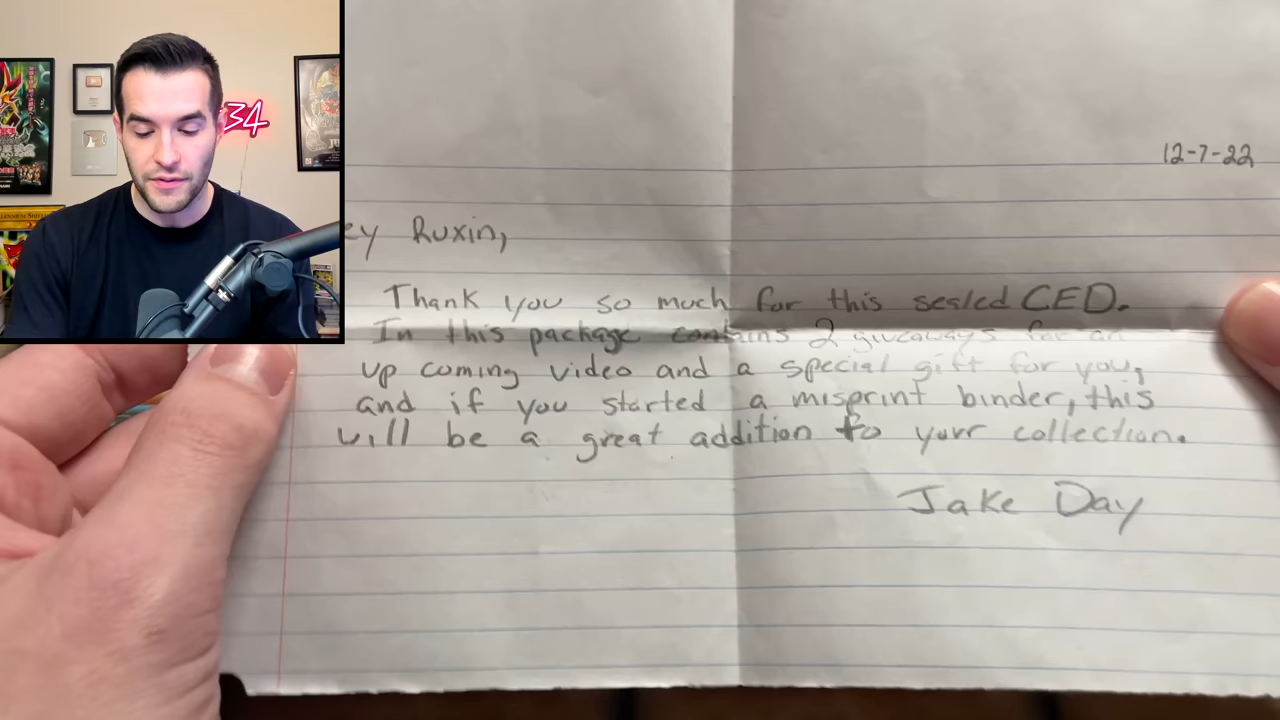 34
MILLENNIUM SHIELD
12-7-22
ey Ruxin,
Thank you so much for this sealed CED.
In this package contains 2 giveaways for an
up coming video and a special gift for you,
and if you started a misprint binder, this
will be a great addition to your collection.
Jake Day